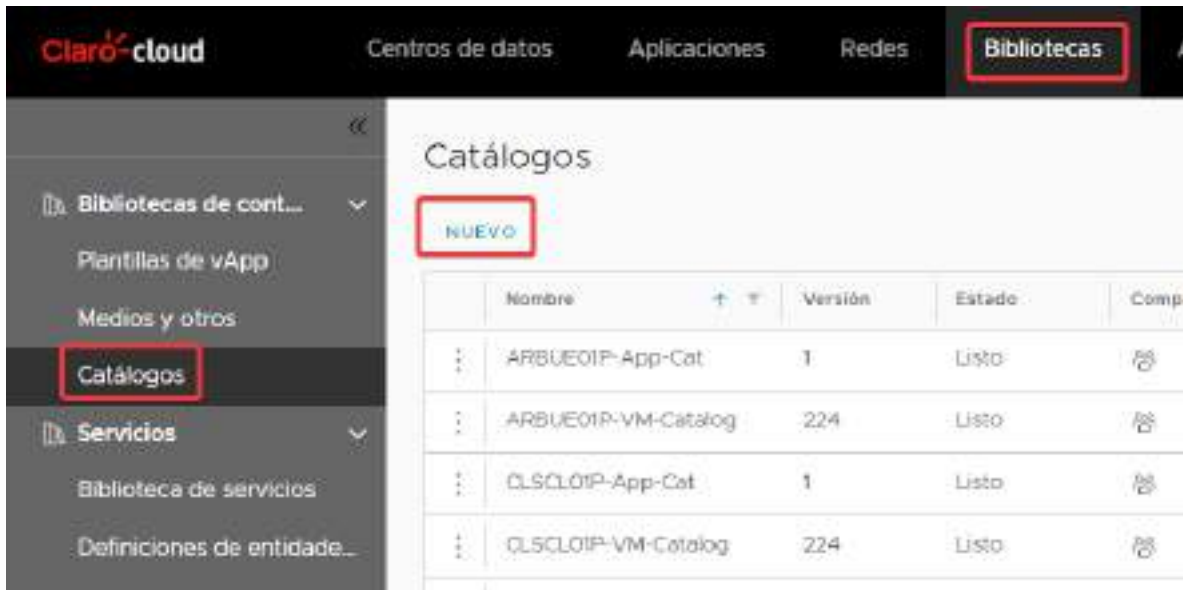 Claro-cloud Centros de datos Aplicaciones Redes Bibliotecas
Catálogos
NUEVO
Bibliotecas de cont...
Plantillas de vApp
Medios y otros
Catálogos
Servicios
Biblioteca de servicios
Definiciones de entidade...
Nombre Versión Estado Comp
ARBUE01P-App-Cat 1 Listo
ARBUE01P-VM-Catalog 224 Listo
CLSCL01P-App-Cat 1 Listo
CLSCL01P-VM-Catalog 224 Listo